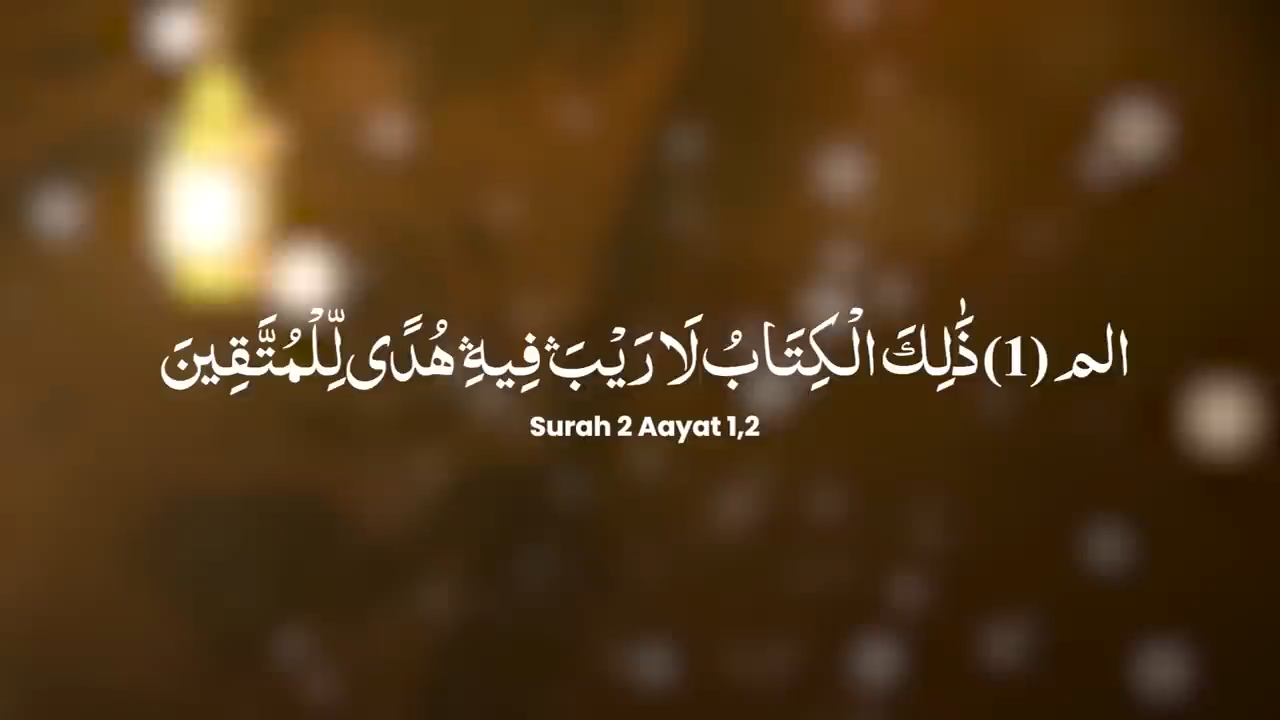 الم (1) ذَٰلِكَ الْكِتَابُ لَا رَيْبَ ۛ فِيهِ ۛ هُدًى لِّلْمُتَّقِينَ
Surah 2 Aayat 1,2